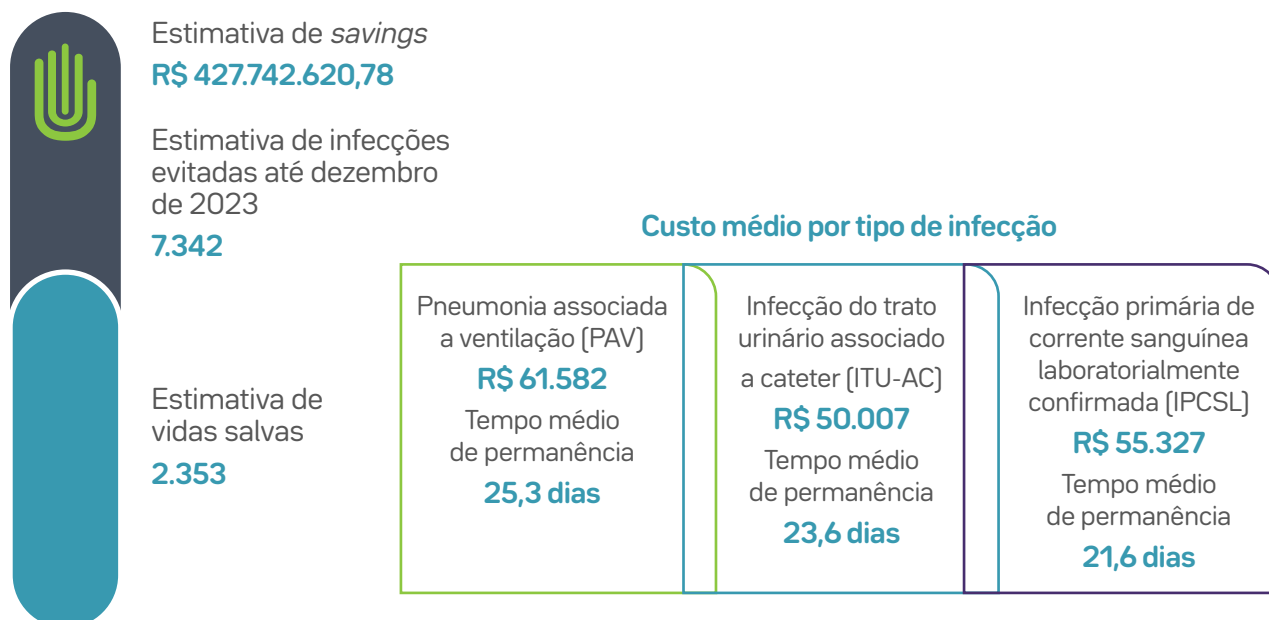 Estimativa de savings
R$ 427.742.620,78
Estimativa de infecções
evitadas até dezembro
de 2023
7.342
Estimativa de
vidas salvas
2.353
Custo médio por tipo de infecção
Pneumonia associada
a ventilação (PAV)
R$ 61.582
Tempo médio
de permanência
25,3 dias
Infecção do trato
urinário associado
a cateter (ITU-AC)
R$ 50.007
Tempo médio
de permanência
23,6 dias
Infecção primária de
corrente sanguínea
laboratorialmente
confirmada (IPCSL)
R$ 55.327
Tempo médio
de permanência
21,6 dias